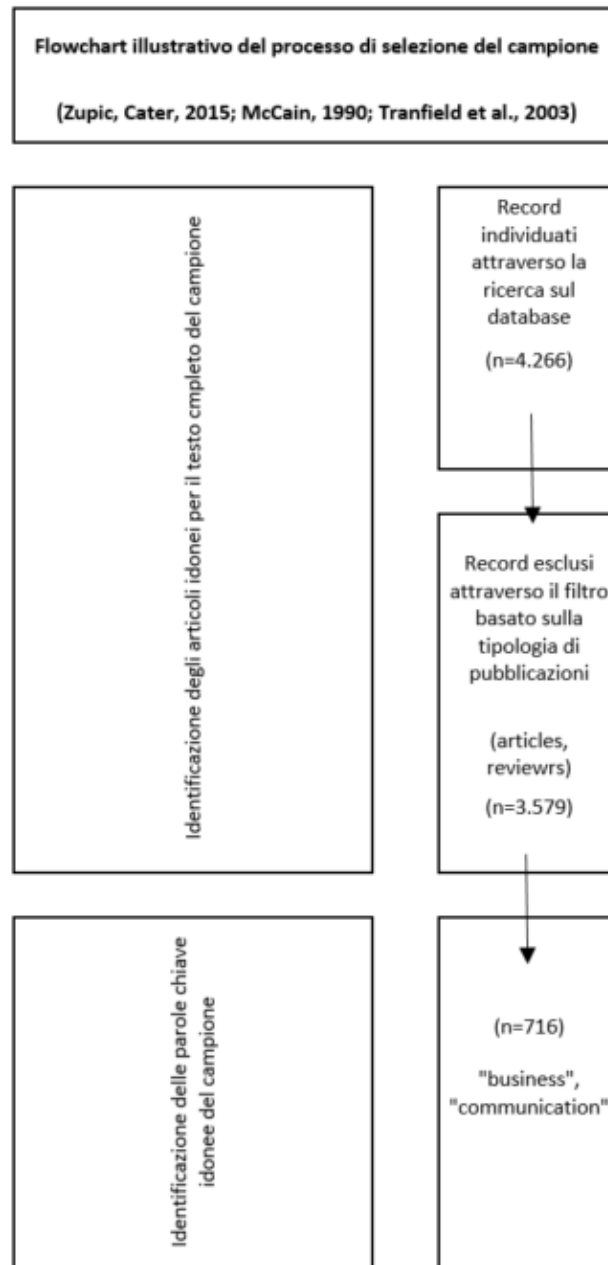 Flowchart illustrativo del processo di selezione del campione
(Zupic, Cater, 2015; McCain, 1990; Tranfield et al., 2003)
Identificazione degli articoli idonei per il testo cmpleto del campione
Record
individuati
attraverso la
ricerca sul
database
(n=4.266)
Record esclusi
attraverso il filtro
basato sulla
tipologia di
pubblicazioni
(articles,
reviewrs)
(n=3.579)
Identificazione delle parole chiave
idonee del campione
(n=716)
"business",
"communication"